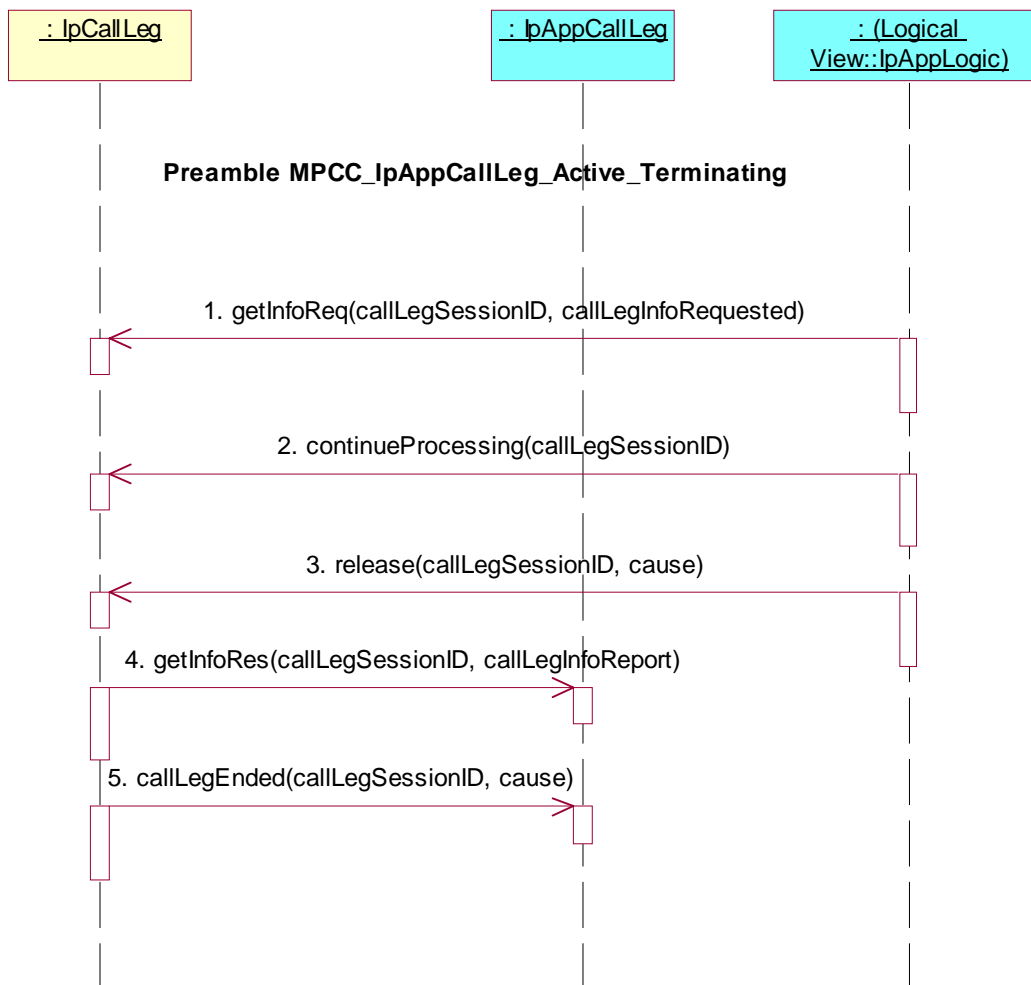 : IpCallLeg
: IpAppCallLeg
: (Logical
View::IpAppLogic)
Preamble MPCC_IpAppCallLeg_Active_Terminating
1. getInfoReq(callLegSessionID, callLegInfoRequested)
2. continueProcessing(callLegSessionID)
3. release(callLegSessionID, cause)
4. getInfoRes(callLegSessionID, callLegInfoReport)
5. callLegEnded(callLegSessionID, cause)